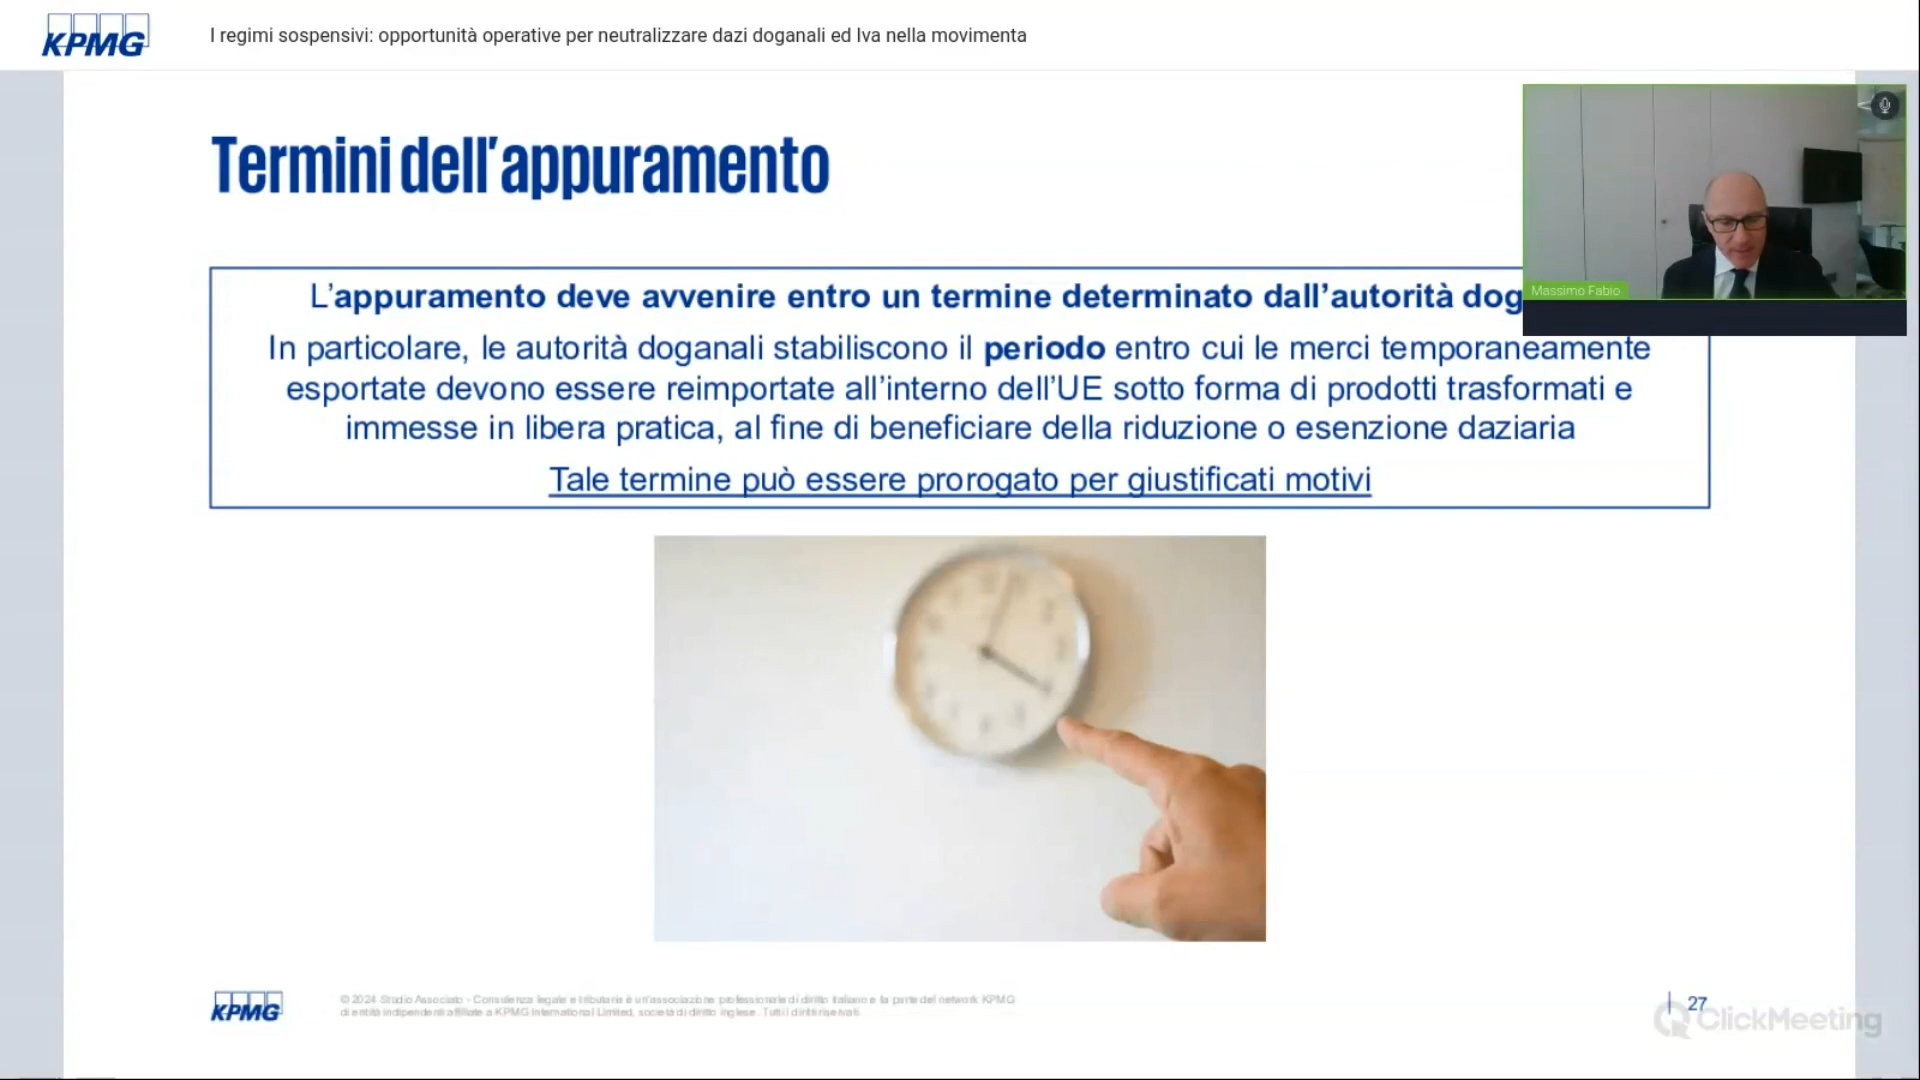 KPMG
I regimi sospensivi: opportunità operative per neutralizzare dazi doganali ed Iva nella movimenta
Termini dell'appuramento
Massimo Fabio
L’appuramento deve avvenire entro un termine determinato dall’autorità dog
In particolare, le autorità doganali stabiliscono il periodo entro cui le merci temporaneamente
esportate devono essere reimportate all’interno dell’UE sotto forma di prodotti trasformati e
immesse in libera pratica, al fine di beneficiare della riduzione o esenzione daziaria
Tale termine può essere prorogato per giustificati motivi
KPMG
© 2024 Studio Associato - Consulenza legale e tributaria è un'associazione professionale di diritto italiano e fa parte del network KPMG
di entità indipendenti affiliate a KPMG International Limited, società di diritto inglese. Tutti i diritti riservati.
27
ClickMeeting